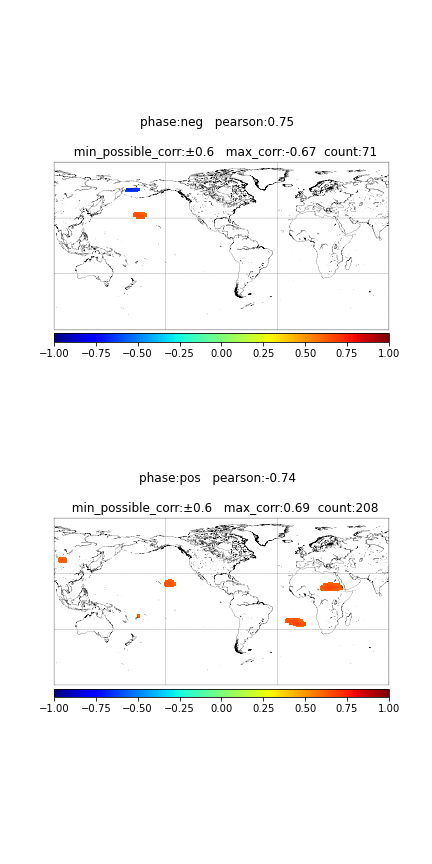 phase:neg   pearson:0.75
min_possible_corr:±0.6   max_corr:-0.67  count:71
−1.00 −0.75 −0.50 −0.25 0.00 0.25 0.50 0.75 1.00
phase:pos   pearson:-0.74
min_possible_corr:±0.6   max_corr:0.69  count:208
−1.00 −0.75 −0.50 −0.25 0.00 0.25 0.50 0.75 1.00